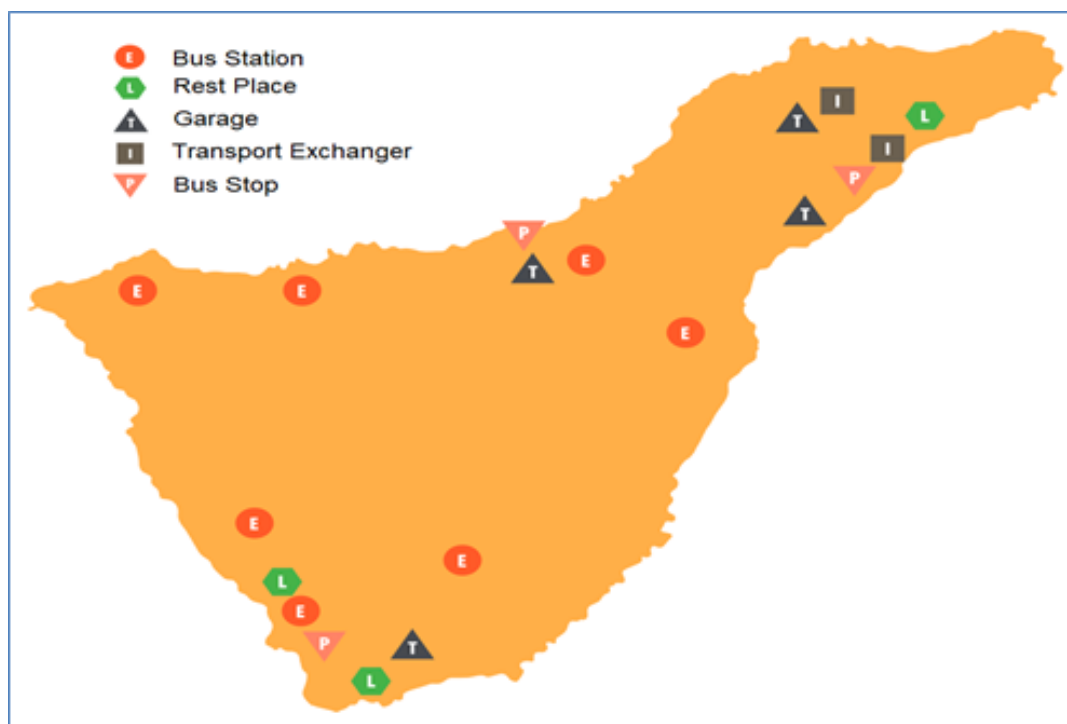 E Bus Station
L Rest Place
T Garage
I Transport Exchanger
P Bus Stop
I
T
L
I
P
T
P
E
T
E
E
E
E
E
L
E
P
T
L